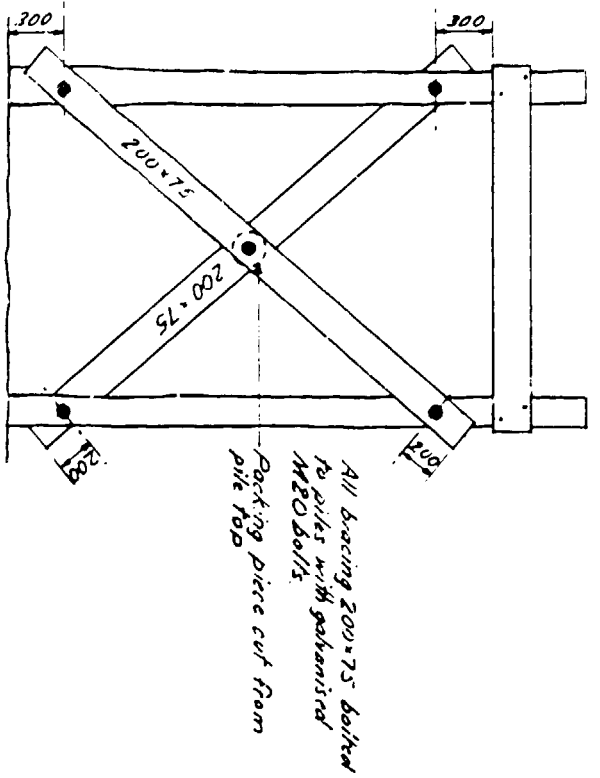 300
300
200×75
200×75
200
200
All bracing 200×75 bolted
to piles with galvanised
M20 bolts
Packing piece cut from
pile top